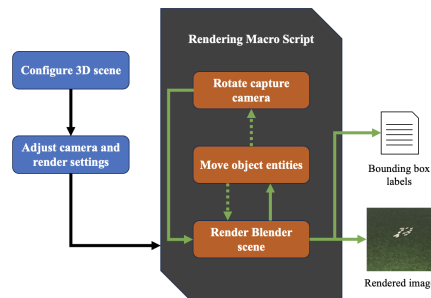 Rendering Macro Script
Configure 3D scene
Adjust camera and
render settings
Rotate capture
camera
Move object entities
Render Blender
scene
Bounding box
labels
Rendered image